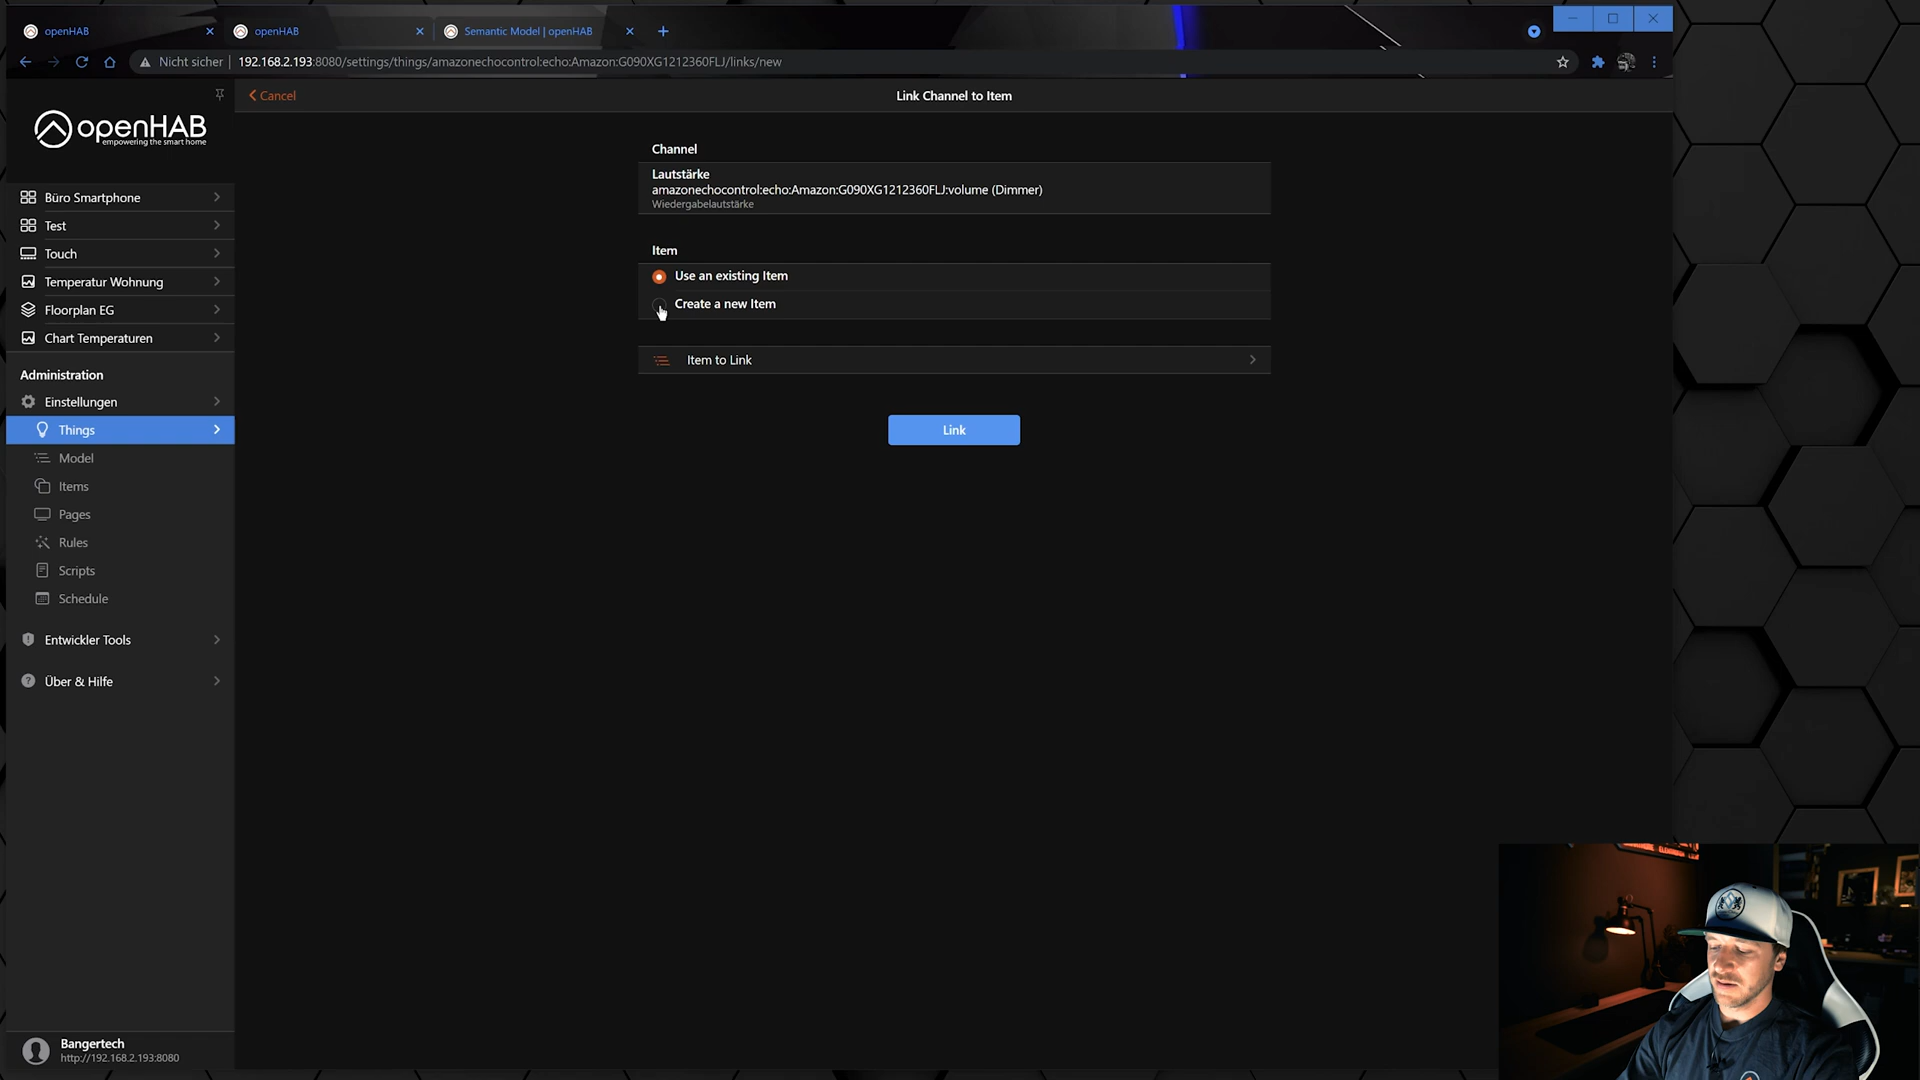 openHAB
openHAB
Semantic Model | openHAB
Nicht sicher
192.168.2.193:8080/settings/things/amazonechocontrol:echo:Amazon:G090XG1212360FLJ/links/new
openHAB
empowering the smart home
Cancel
Link Channel to Item
Büro Smartphone
Test
Touch
Temperatur Wohnung
Floorplan EG
Chart Temperaturen
Administration
Einstellungen
Things
Model
Items
Pages
Rules
Scripts
Schedule
Entwickler Tools
Über & Hilfe
Bangertech
http://192.168.2.193:8080
Channel
Lautstärke
amazonechocontrol:echo:Amazon:G090XG1212360FLJ:volume (Dimmer)
Wiedergabelautstärke
Item
Use an existing Item
Create a new Item
Item to Link
Link